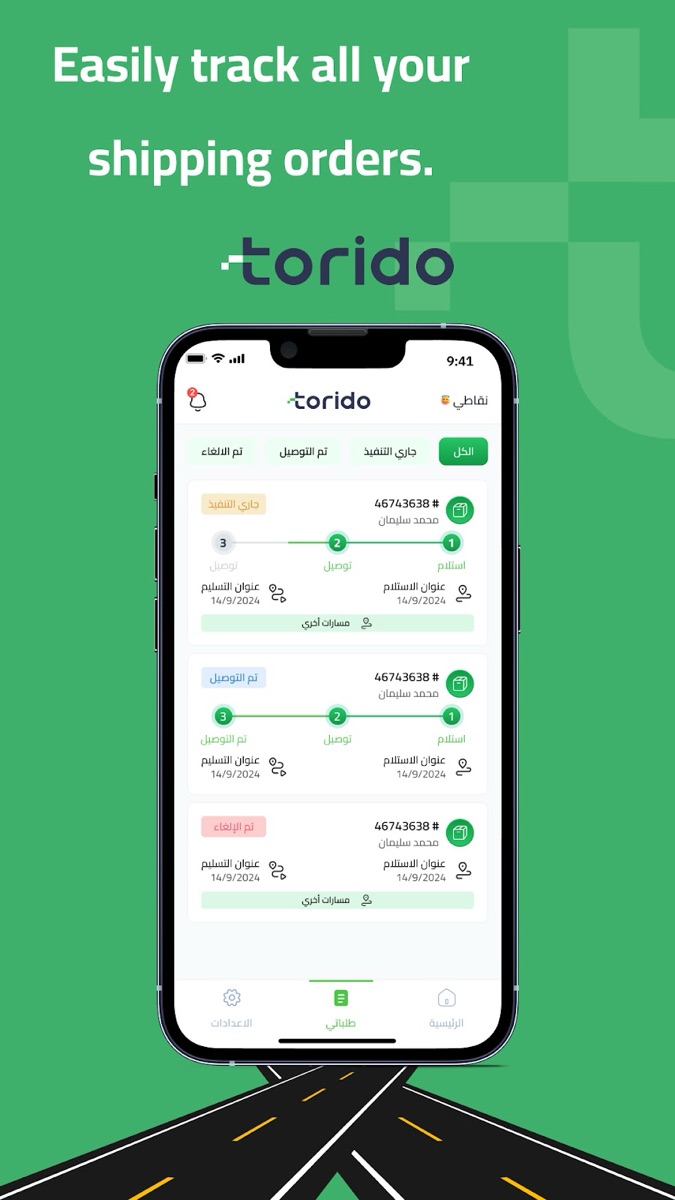 Easily track all your
shipping orders.
torido
9:41
نقاطي
torido
2
الكل
جاري التنفيذ
تم التوصيل
تم الالغاء
46743638 #
جاري التنفيذ
محمد سليمان
1
2
3
استلام
توصيل
توصيل
عنوان الاستلام
عنوان التسليم
14/9/2024
14/9/2024
مسارات أخري
46743638 #
تم التوصيل
محمد سليمان
1
2
3
استلام
توصيل
تم التوصيل
عنوان الاستلام
عنوان التسليم
14/9/2024
14/9/2024
46743638 #
تم الإلغاء
محمد سليمان
عنوان الاستلام
عنوان التسليم
14/9/2024
14/9/2024
مسارات أخري
الرئيسية
طلباتي
الاعدادات